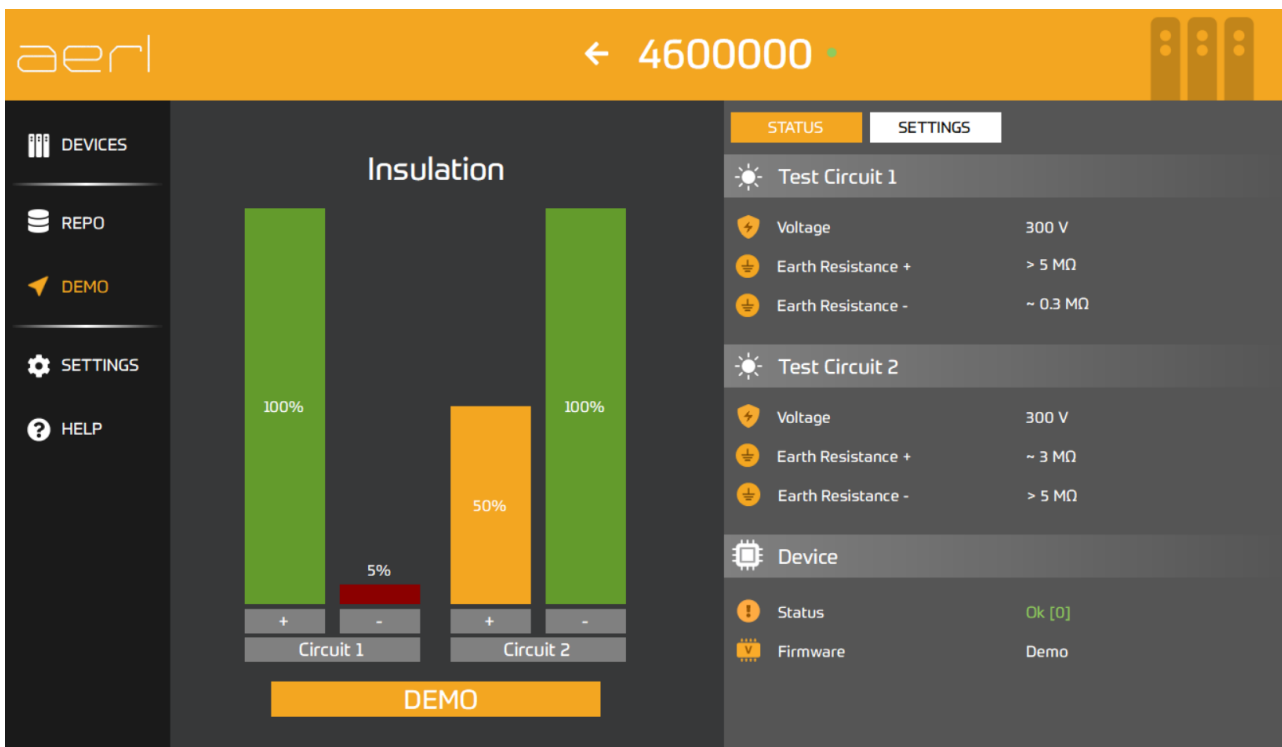 aerl
4600000
DEVICES
REPO
DEMO
SETTINGS
HELP
Insulation
100%
5%
50%
100%
+ - + -
Circuit 1 Circuit 2
DEMO
STATUS SETTINGS
Test Circuit 1
Voltage 300 V
Earth Resistance + > 5 MΩ
Earth Resistance - ~ 0.3 MΩ
Test Circuit 2
Voltage 300 V
Earth Resistance + ~ 3 MΩ
Earth Resistance - > 5 MΩ
Device
Status Ok [0]
V Firmware Demo